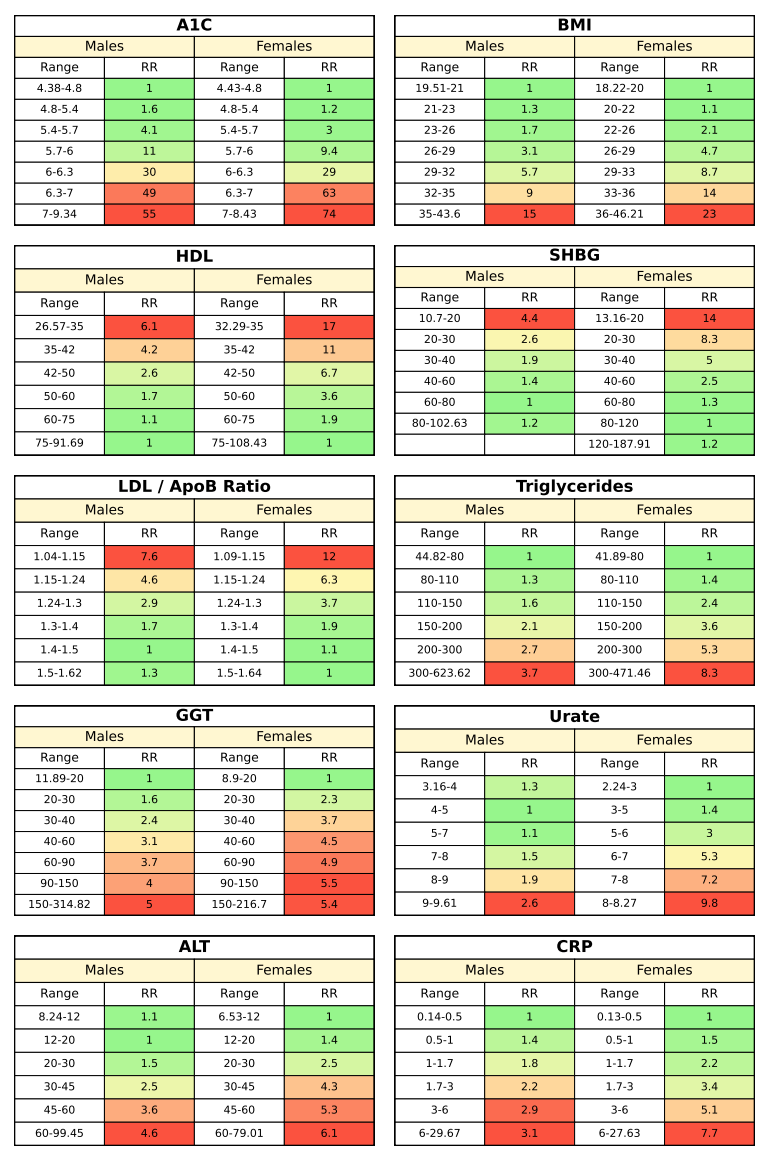 A1C
Males Females
Range RR Range RR
4.38-4.8 1 4.43-4.8 1
4.8-5.4 1.6 4.8-5.4 1.2
5.4-5.7 4.1 5.4-5.7 3
5.7-6 11 5.7-6 9.4
6-6.3 30 6-6.3 29
6.3-7 49 6.3-7 63
7-9.34 55 7-8.43 74
BMI
Males Females
Range RR Range RR
19.51-21 1 18.22-20 1
21-23 1.3 20-22 1.1
23-26 1.7 22-26 2.1
26-29 3.1 26-29 4.7
29-32 5.7 29-33 8.7
32-35 9 33-36 14
35-43.6 15 36-46.21 23
HDL
Males Females
Range RR Range RR
26.57-35 6.1 32.29-35 17
35-42 4.2 35-42 11
42-50 2.6 42-50 6.7
50-60 1.7 50-60 3.6
60-75 1.1 60-75 1.9
75-91.69 1 75-108.43 1
SHBG
Males Females
Range RR Range RR
10.7-20 4.4 13.16-20 14
20-30 2.6 20-30 8.3
30-40 1.9 30-40 5
40-60 1.4 40-60 2.5
60-80 1 60-80 1.3
80-102.63 1.2 80-120 1
120-187.91 1.2
LDL / ApoB Ratio
Males Females
Range RR Range RR
1.04-1.15 7.6 1.09-1.15 12
1.15-1.24 4.6 1.15-1.24 6.3
1.24-1.3 2.9 1.24-1.3 3.7
1.3-1.4 1.7 1.3-1.4 1.9
1.4-1.5 1 1.4-1.5 1.1
1.5-1.62 1.3 1.5-1.64 1
Triglycerides
Males Females
Range RR Range RR
44.82-80 1 41.89-80 1
80-110 1.3 80-110 1.4
110-150 1.6 110-150 2.4
150-200 2.1 150-200 3.6
200-300 2.7 200-300 5.3
300-623.62 3.7 300-471.46 8.3
GGT
Males Females
Range RR Range RR
11.89-20 1 8.9-20 1
20-30 1.6 20-30 2.3
30-40 2.4 30-40 3.7
40-60 3.1 40-60 4.5
60-90 3.7 60-90 4.9
90-150 4 90-150 5.5
150-314.82 5 150-216.7 5.4
Urate
Males Females
Range RR Range RR
3.16-4 1.3 2.24-3 1
4-5 1 3-5 1.4
5-7 1.1 5-6 3
7-8 1.5 6-7 5.3
8-9 1.9 7-8 7.2
9-9.61 2.6 8-8.27 9.8
ALT
Males Females
Range RR Range RR
8.24-12 1.1 6.53-12 1
12-20 1 12-20 1.4
20-30 1.5 20-30 2.5
30-45 2.5 30-45 4.3
45-60 3.6 45-60 5.3
60-99.45 4.6 60-79.01 6.1
CRP
Males Females
Range RR Range RR
0.14-0.5 1 0.13-0.5 1
0.5-1 1.4 0.5-1 1.5
1-1.7 1.8 1-1.7 2.2
1.7-3 2.2 1.7-3 3.4
3-6 2.9 3-6 5.1
6-29.67 3.1 6-27.63 7.7